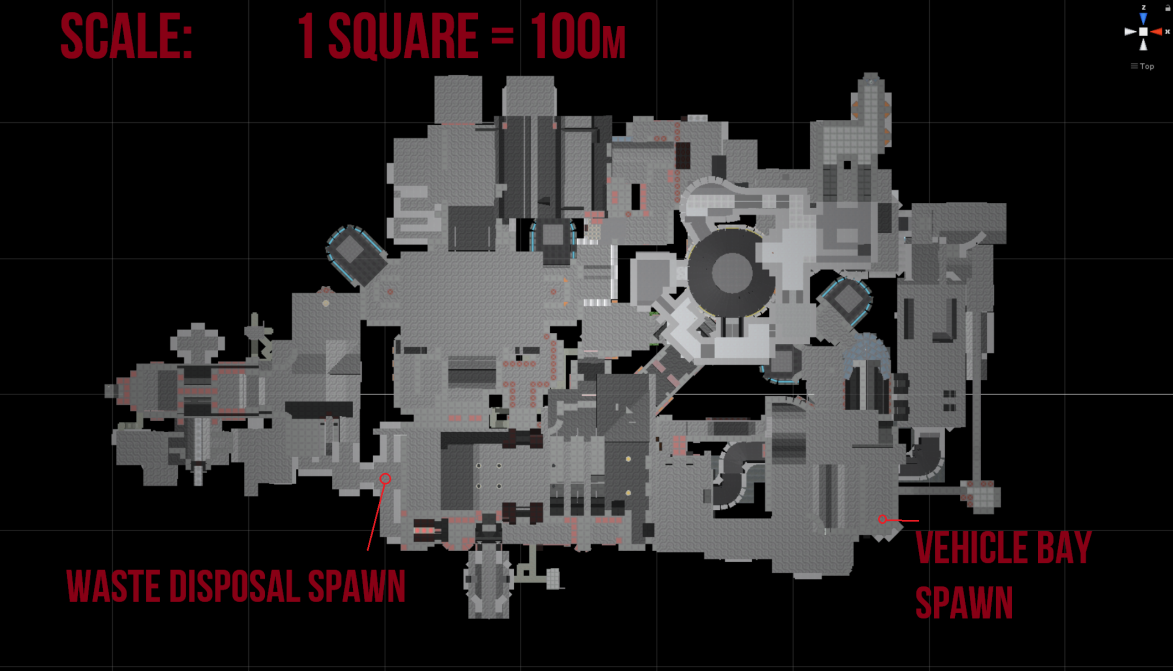 SCALE: 1 SQUARE = 100M
z
x
Top
WASTE DISPOSAL SPAWN
VEHICLE BAY
SPAWN